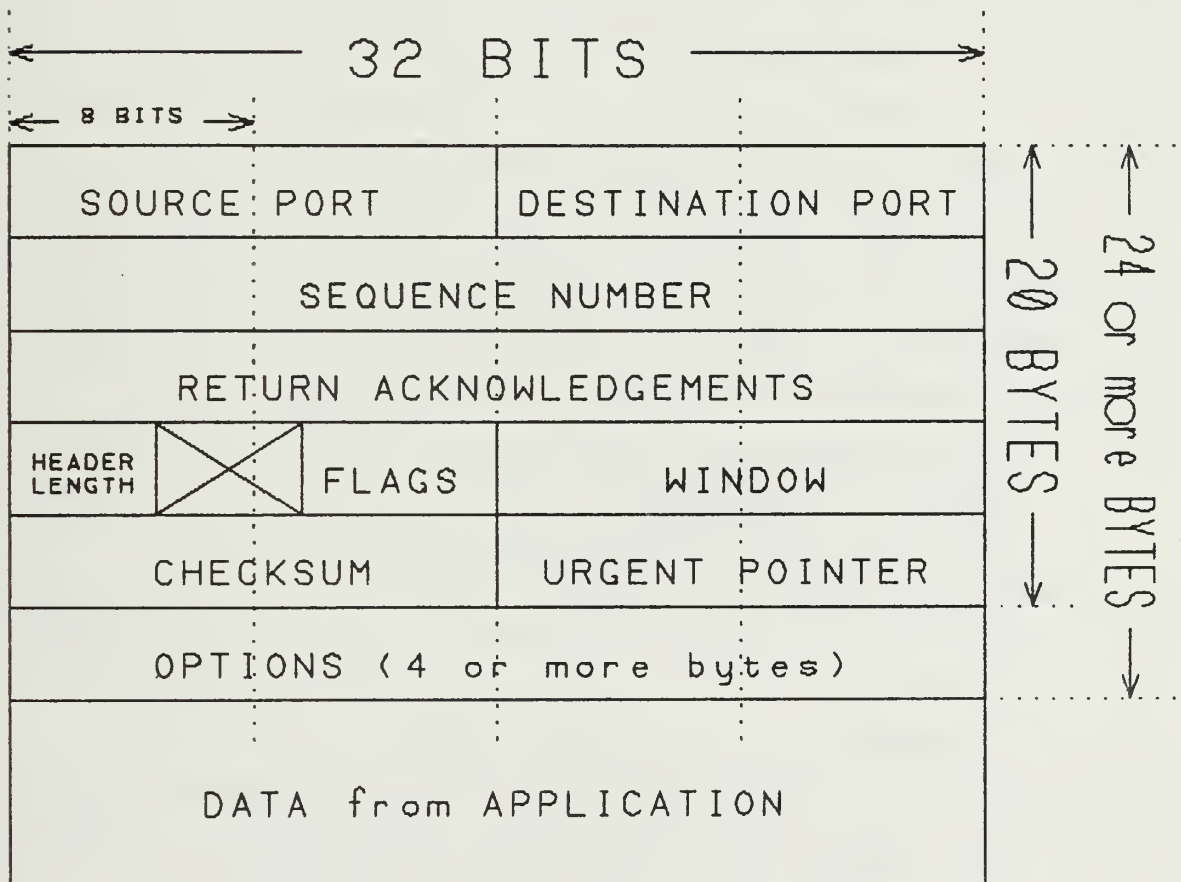 32 BITS
8 BITS
SOURCE PORT
DESTINATION PORT
SEQUENCE NUMBER
RETURN ACKNOWLEDGEMENTS
HEADER
LENGTH
FLAGS
WINDOW
CHECKSUM
URGENT POINTER
OPTIONS (4 or more bytes)
DATA from APPLICATION
20 BYTES
24 or more BYTES